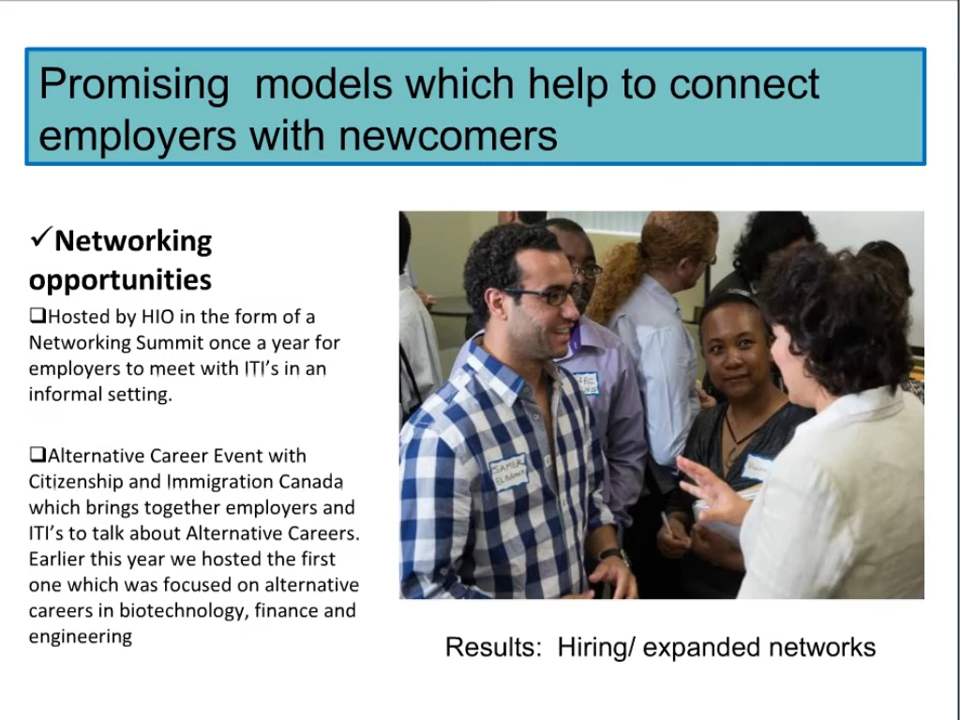 Promising  models which help to connect
employers with newcomers
✓Networking
opportunities
❑Hosted by HIO in the form of a
Networking Summit once a year for
employers to meet with ITI's in an
informal setting.
❑Alternative Career Event with
Citizenship and Immigration Canada
which brings together employers and
ITI's to talk about Alternative Careers.
Earlier this year we hosted the first
one which was focused on alternative
careers in biotechnology, finance and
engineering
SAMER
Results:  Hiring/ expanded networks